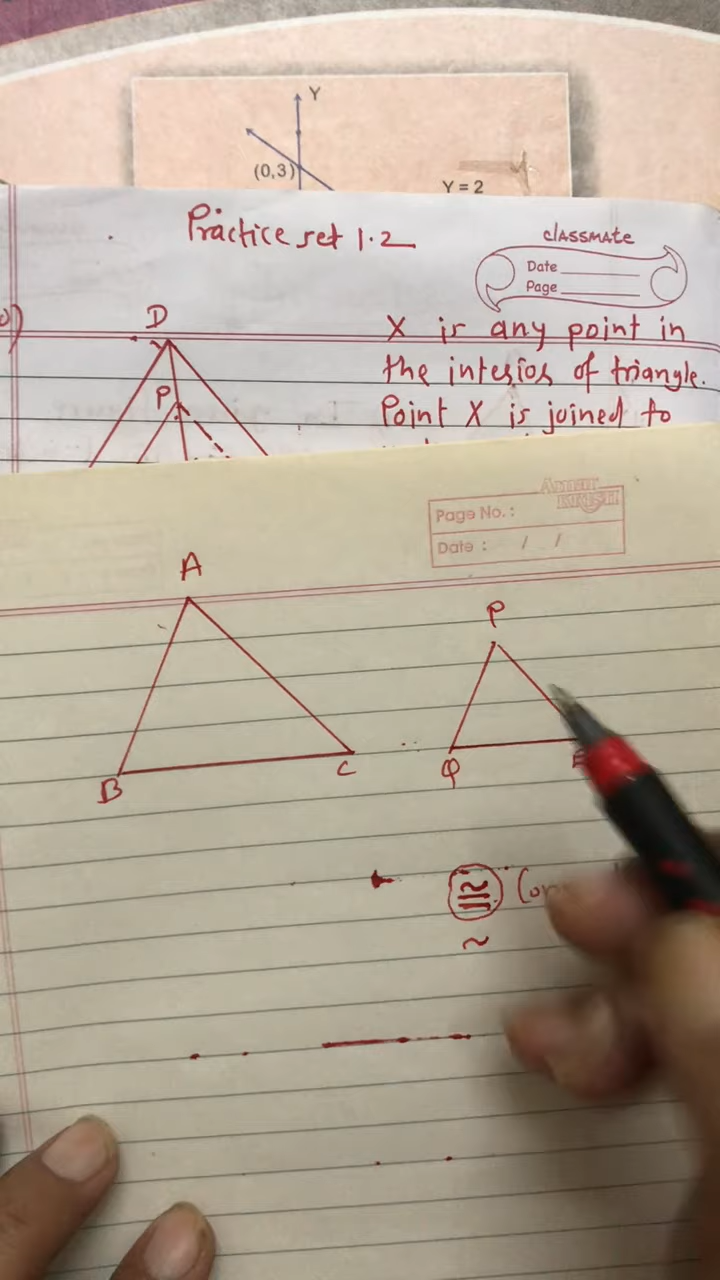 Y
(0,3)
Y = 2
Practice set 1.2
classmate
Date
Page
D
X is any point in
the interior of triangle.
P
Point X is joined to
Page No. :
Date : / /
A
P
B
C
Q
≅
~